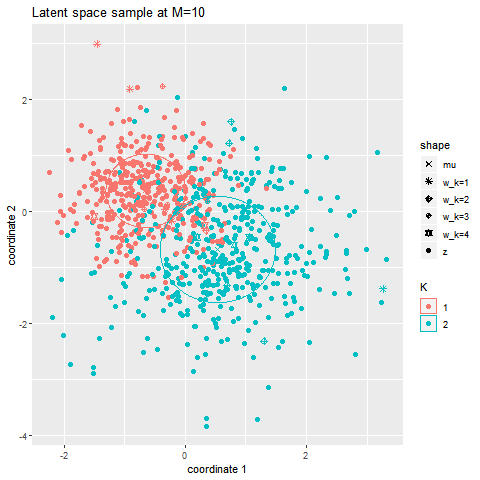 Latent space sample at M=10
coordinate 2
2
0
-2
-4
-2
0
2
coordinate 1
shape
mu
w_k=1
w_k=2
w_k=3
w_k=4
z
K
1
2